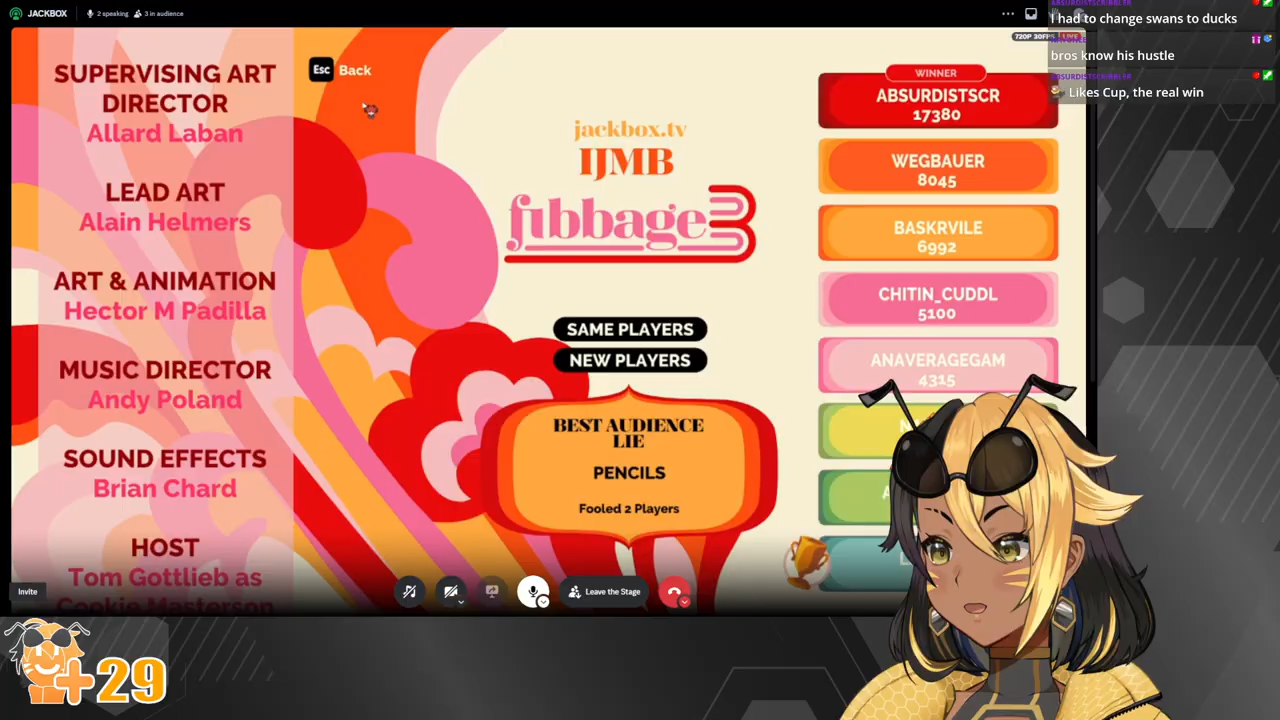 JACKBOX
2 speaking
3 in audience
720P 30FPS
LIVE
I had to change swans to ducks
bros know his hustle
ABSURDISTSCRIBBLER
Likes Cup, the real win
SUPERVISING ART
DIRECTOR
Allard Laban
LEAD ART
Alain Helmers
ART & ANIMATION
Hector M Padilla
MUSIC DIRECTOR
Andy Poland
SOUND EFFECTS
Brian Chard
HOST
Tom Gottlieb as
Cookie Masterson
Esc Back
jackbox.tv
IJMB
fibbage 3
SAME PLAYERS
NEW PLAYERS
BEST AUDIENCE
LIE
PENCILS
Fooled 2 Players
WINNER
ABSURDISTSCR
17380
WEGBAUER
8045
BASKRVILE
6992
CHITIN_CUDDL
5100
ANAVERAGEGAM
4315
Invite
Leave the Stage
+29